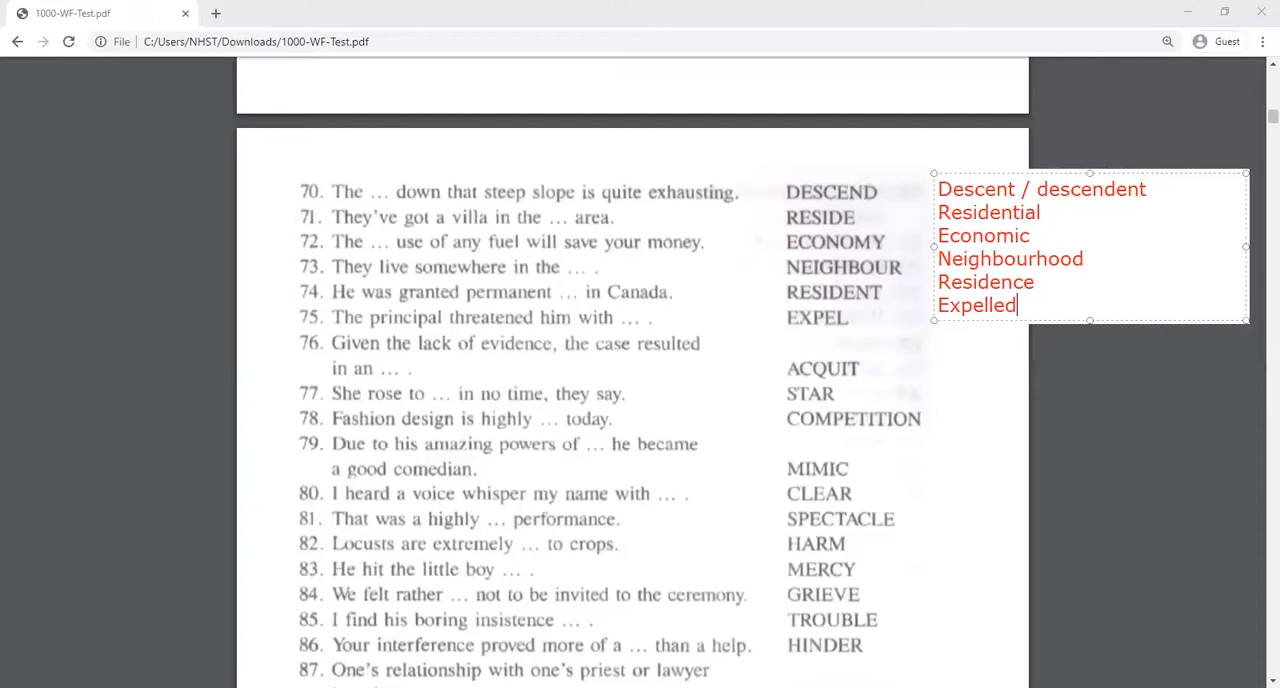 1000-WF-Test.pdf
File C:/Users/NHST/Downloads/1000-WF-Test.pdf Guest
70. The … down that steep slope is quite exhausting. DESCEND
71. They've got a villa in the … area. RESIDE
72. The … use of any fuel will save your money. ECONOMY
73. They live somewhere in the … . NEIGHBOUR
74. He was granted permanent … in Canada. RESIDENT
75. The principal threatened him with … . EXPEL
76. Given the lack of evidence, the case resulted
in an … . ACQUIT
77. She rose to … in no time, they say. STAR
78. Fashion design is highly … today. COMPETITION
79. Due to his amazing powers of … he became
a good comedian. MIMIC
80. I heard a voice whisper my name with … . CLEAR
81. That was a highly … performance. SPECTACLE
82. Locusts are extremely … to crops. HARM
83. He hit the little boy … . MERCY
84. We felt rather … not to be invited to the ceremony. GRIEVE
85. I find his boring insistence … . TROUBLE
86. Your interference proved more of a … than a help. HINDER
87. One's relationship with one's priest or lawyer
Descent / descendent
Residential
Economic
Neighbourhood
Residence
Expelled